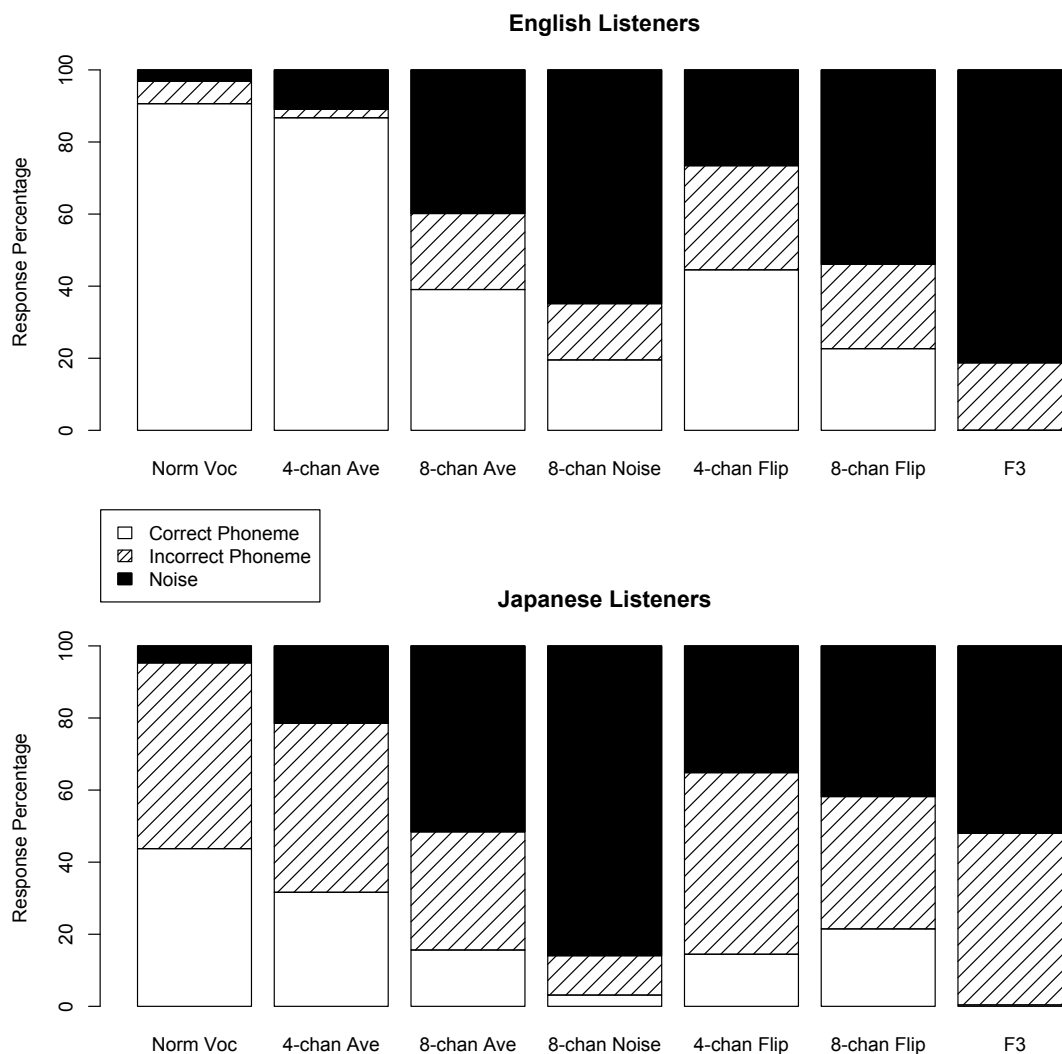 English Listeners
Response Percentage
100
80
60
40
20
0
Norm Voc 4-chan Ave 8-chan Ave 8-chan Noise 4-chan Flip 8-chan Flip F3
Correct Phoneme
Incorrect Phoneme
Noise
Japanese Listeners
Response Percentage
100
80
60
40
20
0
Norm Voc 4-chan Ave 8-chan Ave 8-chan Noise 4-chan Flip 8-chan Flip F3